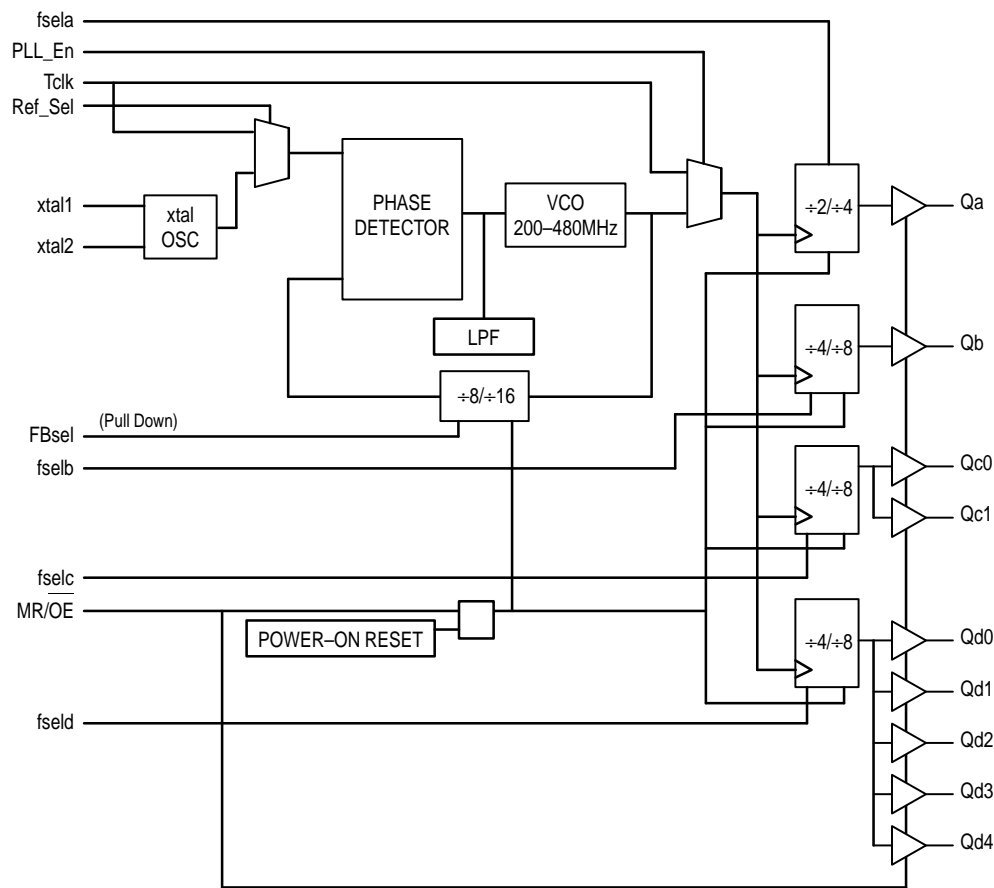 fsela
PLL_En
Tclk
Ref_Sel
xtal1
xtal2
xtal
OSC
PHASE
DETECTOR
VCO
200–480MHz
LPF
÷8/÷16
÷2/÷4
Qa
÷4/÷8
Qb
FBsel
(Pull Down)
fselb
÷4/÷8
Qc0
Qc1
fselc
MR/OE
POWER–ON RESET
÷4/÷8
Qd0
Qd1
Qd2
Qd3
Qd4
fseld